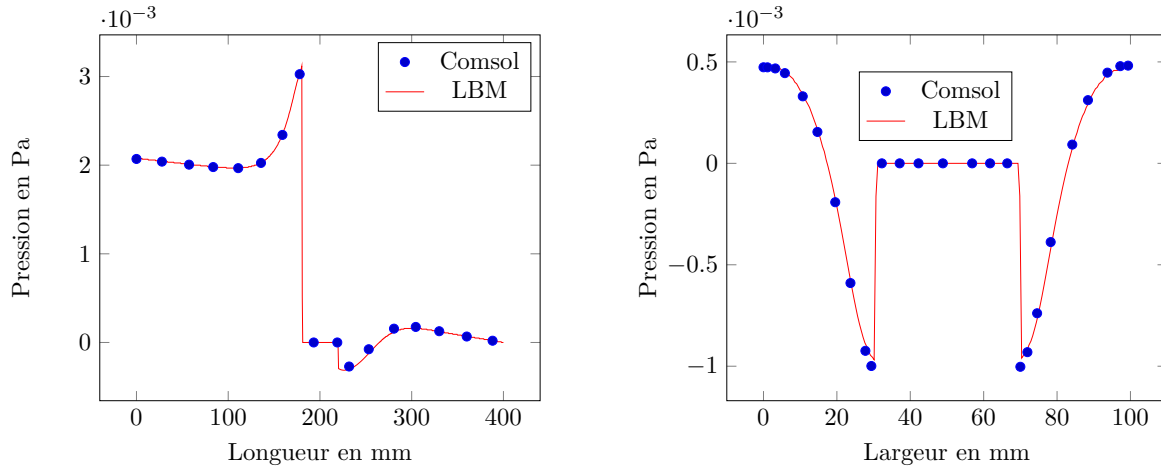 ·10⁻³
3
2
1
0
Pression en Pa
0
100
200
300
400
Longueur en mm
Comsol
LBM
·10⁻³
0.5
0
−0.5
−1
Pression en Pa
0
20
40
60
80
100
Largeur en mm
Comsol
LBM